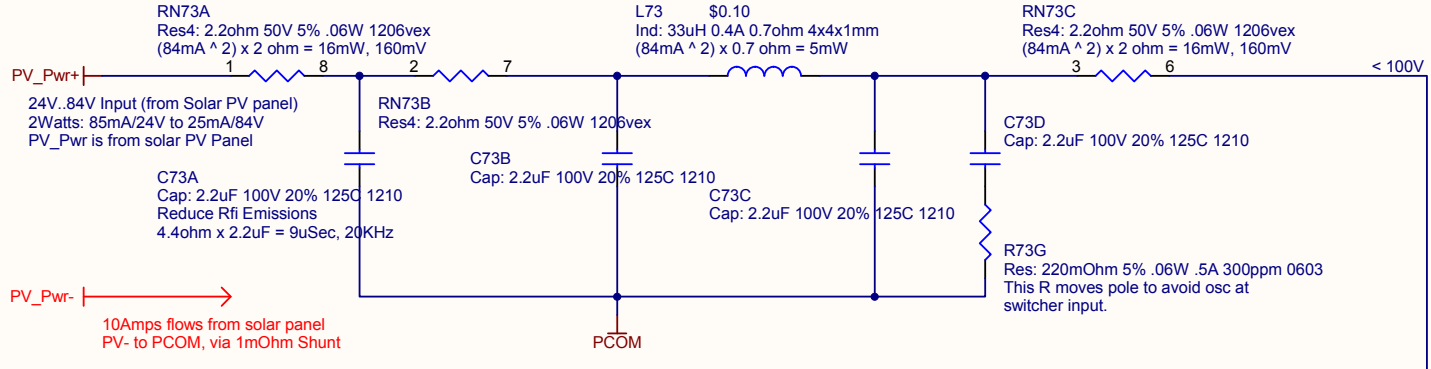 RN73A
Res4: 2.2ohm 50V 5% .06W 1206vex
(84mA ^ 2) x 2 ohm = 16mW, 160mV
L73 $0.10
Ind: 33uH 0.4A 0.7ohm 4x4x1mm
(84mA ^ 2) x 0.7 ohm = 5mW
RN73C
Res4: 2.2ohm 50V 5% .06W 1206vex
(84mA ^ 2) x 2 ohm = 16mW, 160mV
PV_Pwr+
1 8
2 7
3 6
< 100V
24V..84V Input (from Solar PV panel)
2Watts: 85mA/24V to 25mA/84V
PV_Pwr is from solar PV Panel
RN73B
Res4: 2.2ohm 50V 5% .06W 1206vex
C73A
Cap: 2.2uF 100V 20% 125C 1210
Reduce Rfi Emissions
4.4ohm x 2.2uF = 9uSec, 20KHz
C73B
Cap: 2.2uF 100V 20% 125C 1210
C73C
Cap: 2.2uF 100V 20% 125C 1210
C73D
Cap: 2.2uF 100V 20% 125C 1210
R73G
Res: 220mOhm 5% .06W .5A 300ppm 0603
This R moves pole to avoid osc at
switcher input.
PV_Pwr-
10Amps flows from solar panel
PV- to PCOM, via 1mOhm Shunt
PCOM